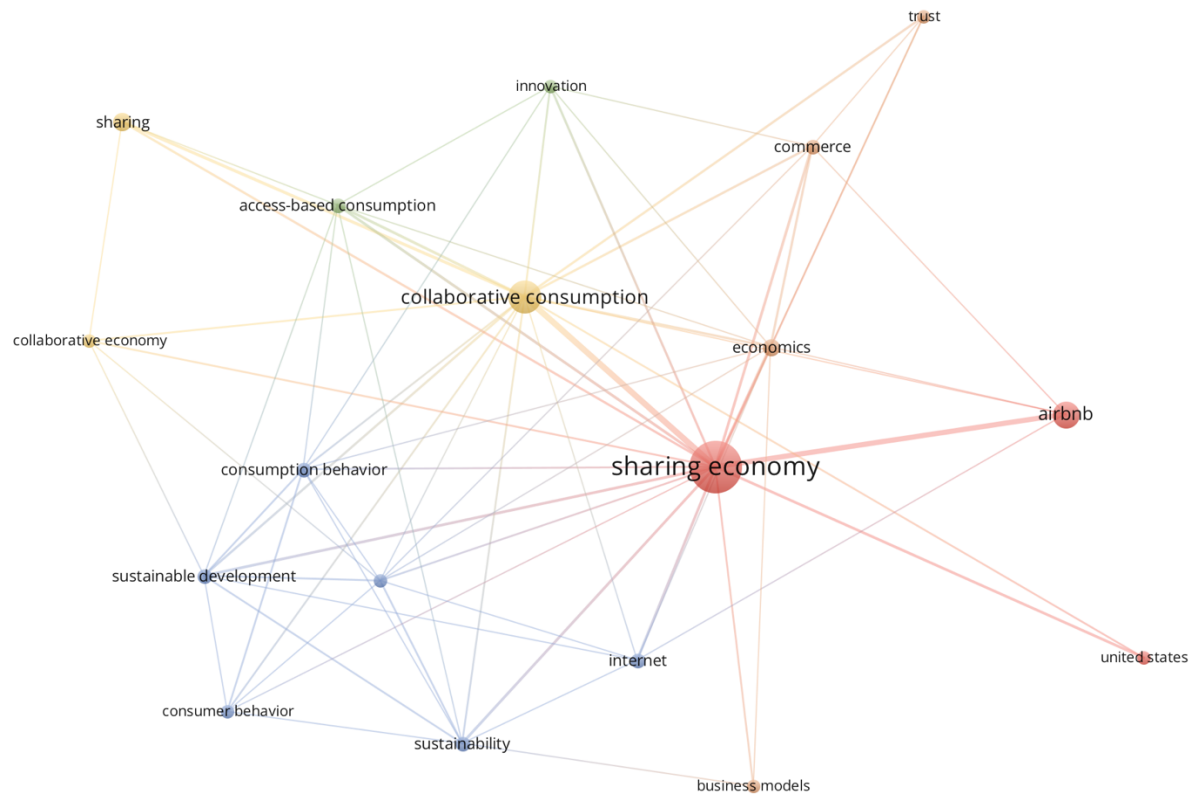 trust
innovation
sharing
commerce
access-based consumption
collaborative consumption
collaborative economy
economics
airbnb
sharing economy
consumption behavior
sustainable development
internet
united states
consumer behavior
sustainability
business models